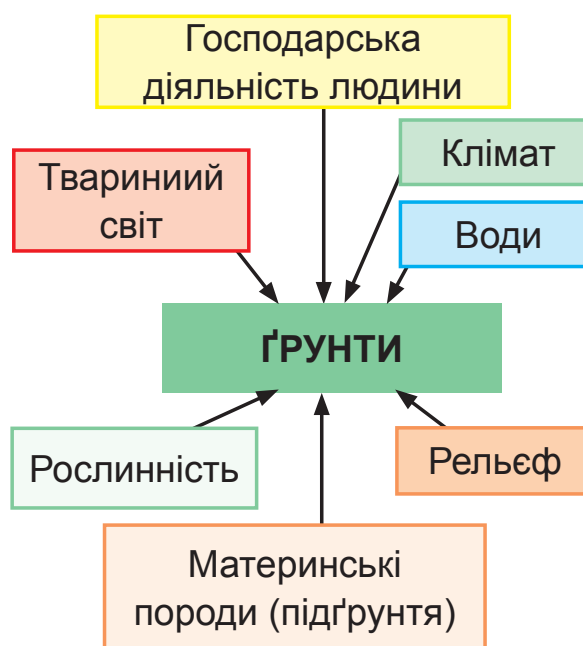 Господарська
діяльність людини
Клімат
Твариниий
світ
Води
ҐРУНТИ
Рослинність
Рельєф
Материнські
породи (підґрунтя)